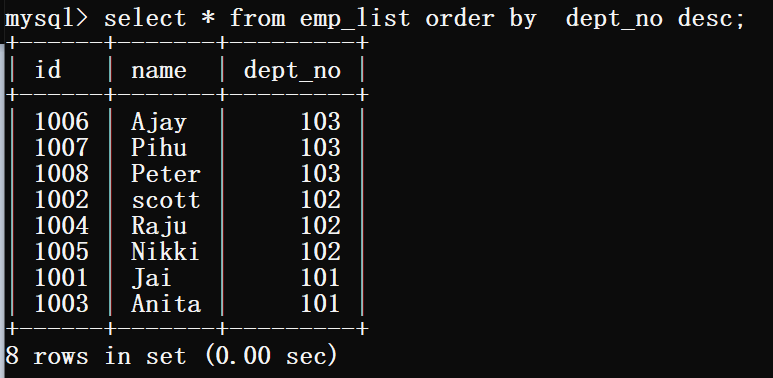 mysql> select * from emp_list order by  dept_no desc;
+------+-------+---------+
| id   | name  | dept_no |
+------+-------+---------+
| 1006 | Ajay  |     103 |
| 1007 | Pihu  |     103 |
| 1008 | Peter |     103 |
| 1002 | scott |     102 |
| 1004 | Raju  |     102 |
| 1005 | Nikki |     102 |
| 1001 | Jai   |     101 |
| 1003 | Anita |     101 |
+------+-------+---------+
8 rows in set (0.00 sec)